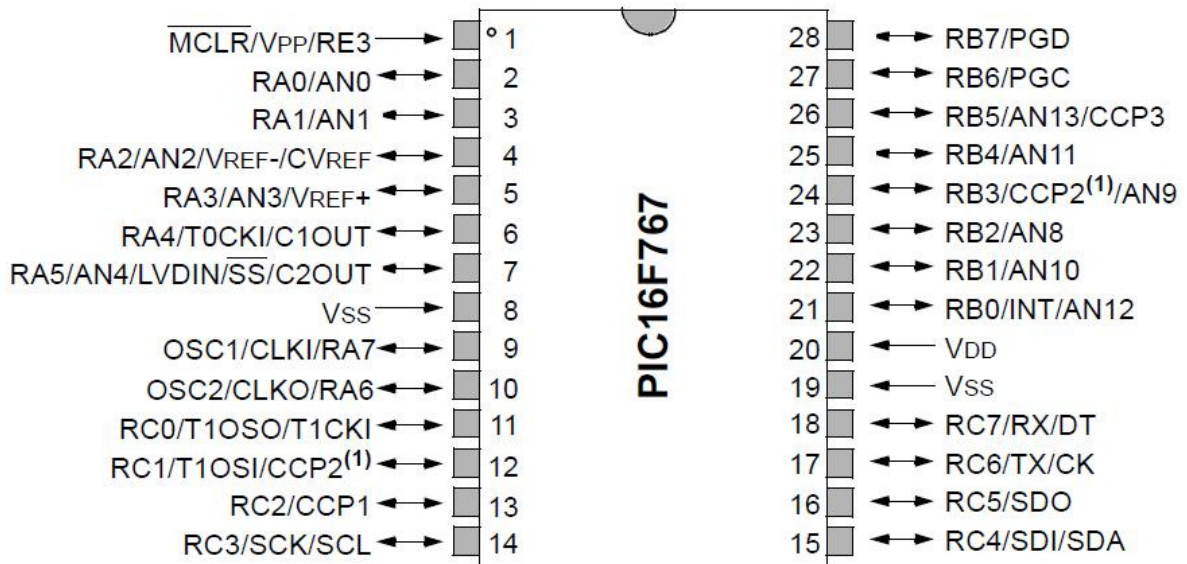 MCLR/VPP/RE3 1
RA0/AN0 2
RA1/AN1 3
RA2/AN2/VREF-/CVREF 4
RA3/AN3/VREF+ 5
RA4/T0CKI/C1OUT 6
RA5/AN4/LVDIN/SS/C2OUT 7
VSS 8
OSC1/CLKI/RA7 9
OSC2/CLKO/RA6 10
RC0/T1OSO/T1CKI 11
RC1/T1OSI/CCP2(1) 12
RC2/CCP1 13
RC3/SCK/SCL 14
PIC16F767
28 RB7/PGD
27 RB6/PGC
26 RB5/AN13/CCP3
25 RB4/AN11
24 RB3/CCP2(1)/AN9
23 RB2/AN8
22 RB1/AN10
21 RB0/INT/AN12
20 VDD
19 VSS
18 RC7/RX/DT
17 RC6/TX/CK
16 RC5/SDO
15 RC4/SDI/SDA